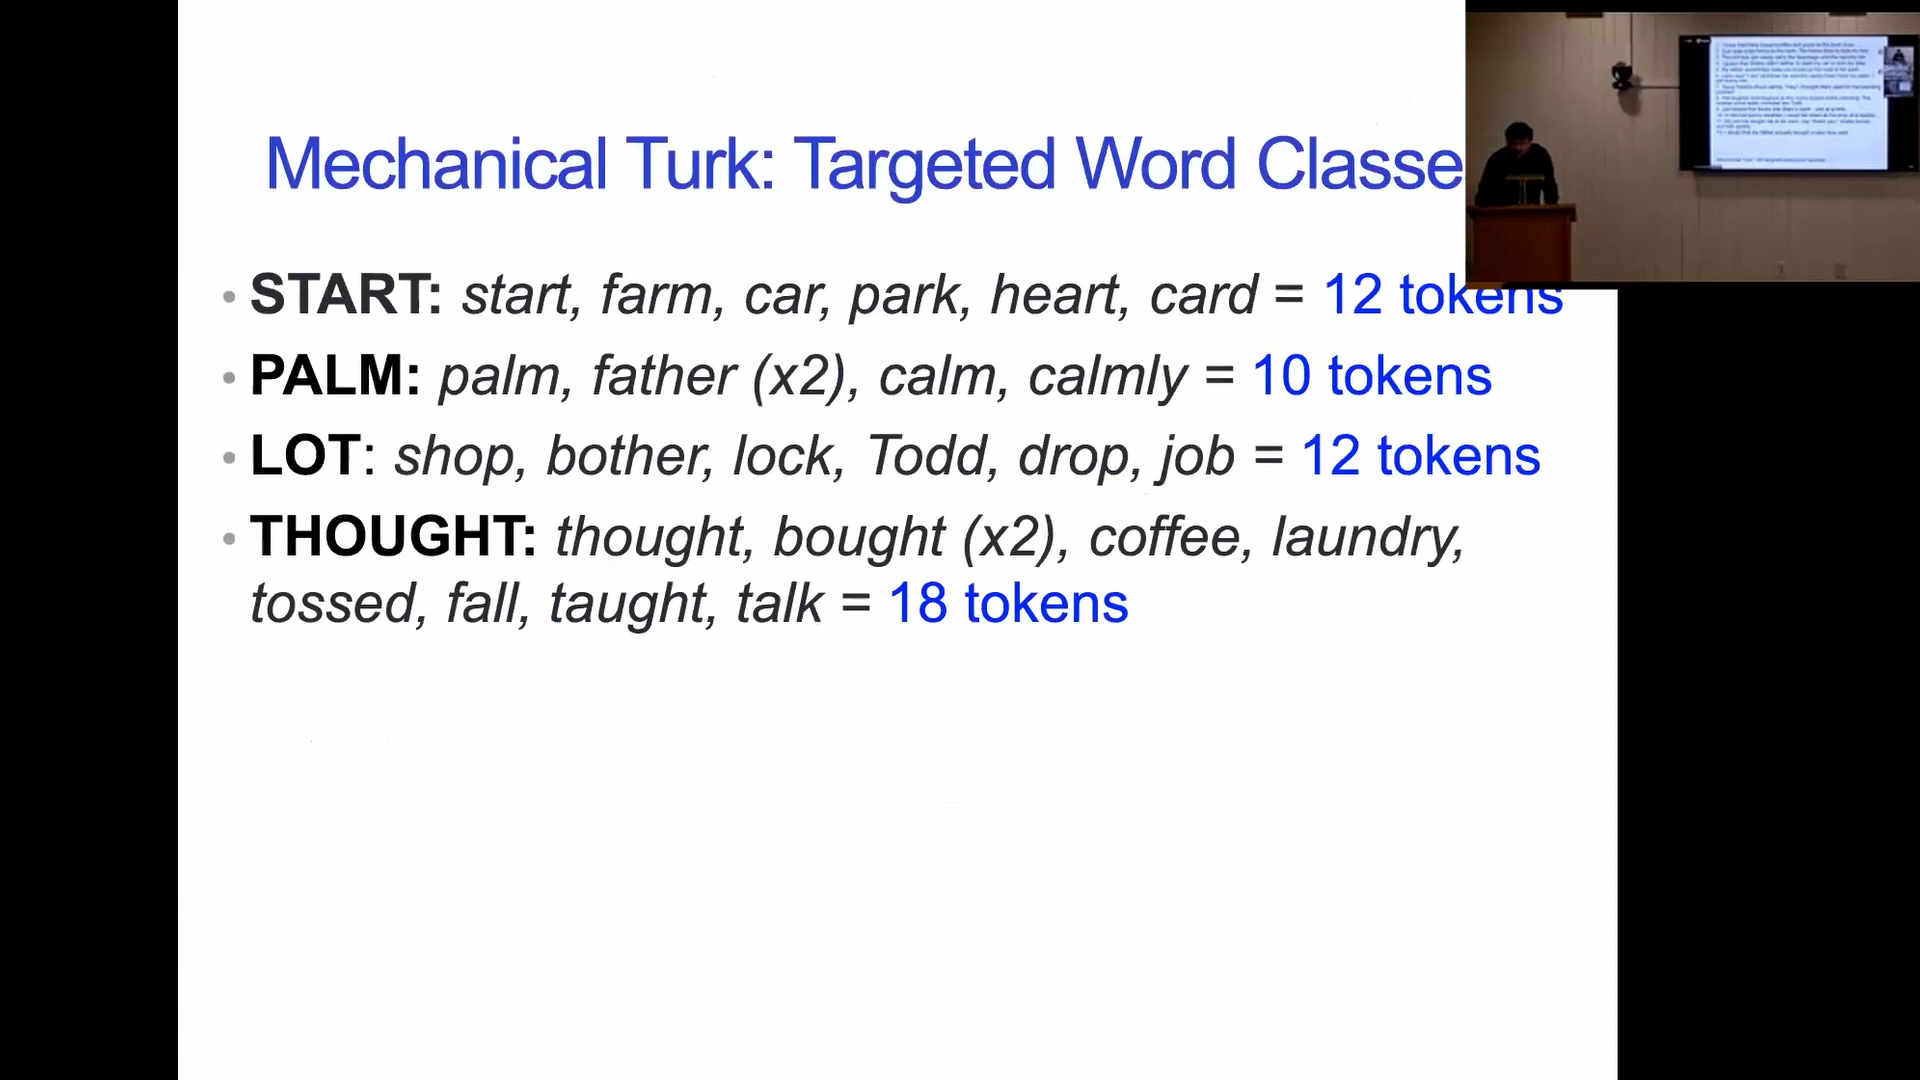 Mechanical Turk: Targeted Word Classe
• START: start, farm, car, park, heart, card = 12 tokens
• PALM: palm, father (x2), calm, calmly = 10 tokens
• LOT: shop, bother, lock, Todd, drop, job = 12 tokens
• THOUGHT: thought, bought (x2), coffee, laundry,
tossed, fall, taught, talk = 18 tokens